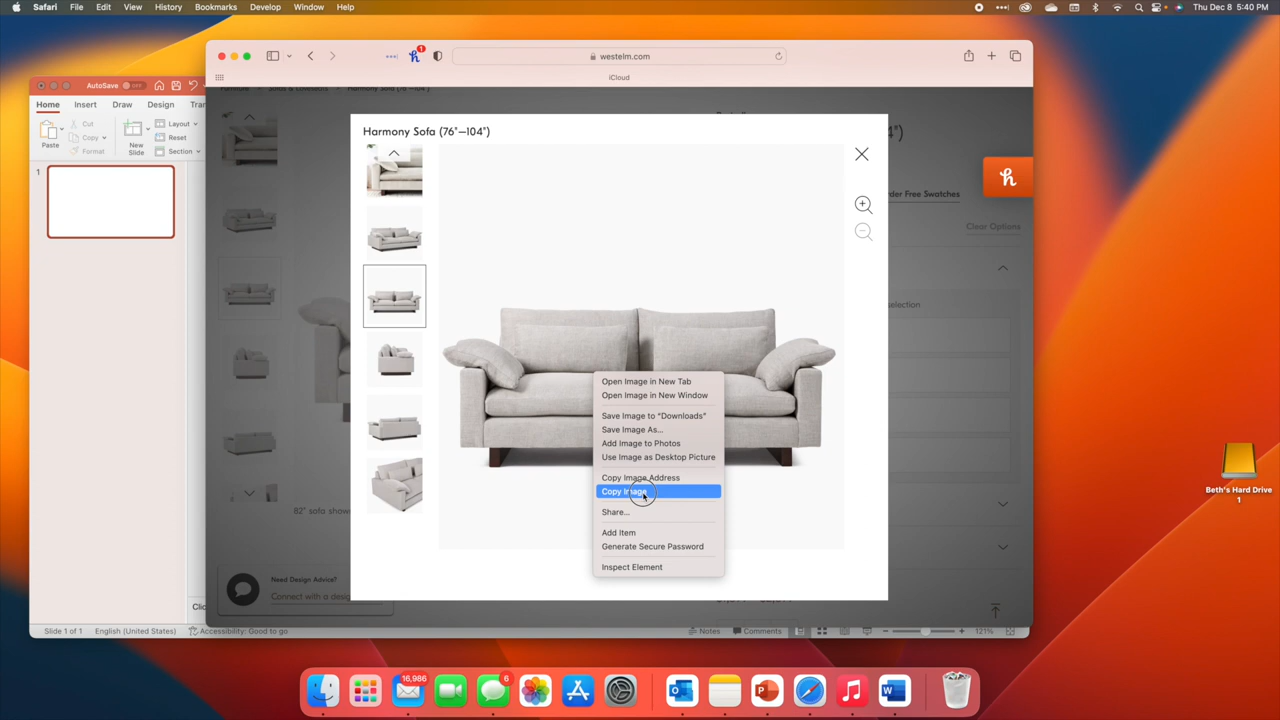 Safari File Edit View History Bookmarks Develop Window Help
Thu Dec 8 5:40 PM
AutoSave
Home Insert Draw Design
Paste
Cut
Copy
Format
New
Slide
Layout
Reset
Section
1
1
westelm.com
iCloud
Harmony Sofa (76"—104")
4")
Free Swatches
Clear Options
selection
h
Open Image in New Tab
Open Image in New Window
Save Image to "Downloads"
Save Image As...
Add Image to Photos
Use Image as Desktop Picture
Copy Image Address
Copy Image
Share...
Add Item
Generate Secure Password
Inspect Element
82" sofa
Need Design Advice?
Connect with a
Beth's Hard Drive
1
Slide 1 of 1 English (United States) Accessibility: Good to go
Notes Comments 121%
16,986
6